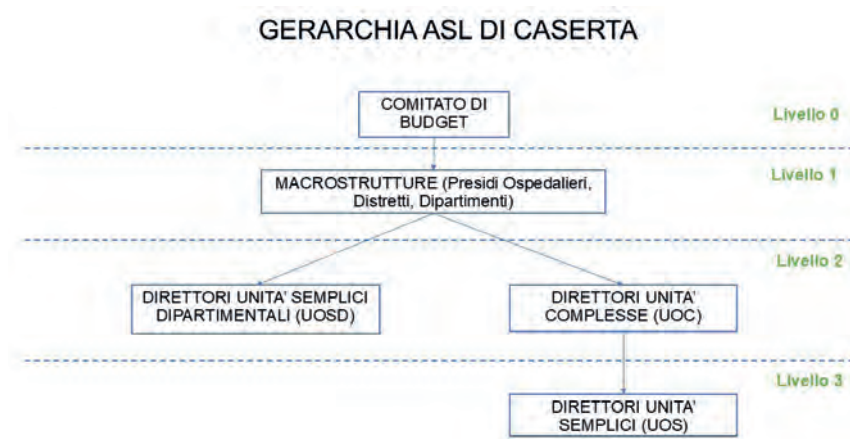 GERARCHIA ASL DI CASERTA
COMITATO DI
BUDGET
Livello 0
MACROSTRUTTURE (Presidi Ospedalieri,
Distretti, Dipartimenti)
Livello 1
Livello 2
DIRETTORI UNITA' SEMPLICI
DIPARTIMENTALI (UOSD)
DIRETTORI UNITA'
COMPLESSE (UOC)
Livello 3
DIRETTORI UNITA'
SEMPLICI (UOS)